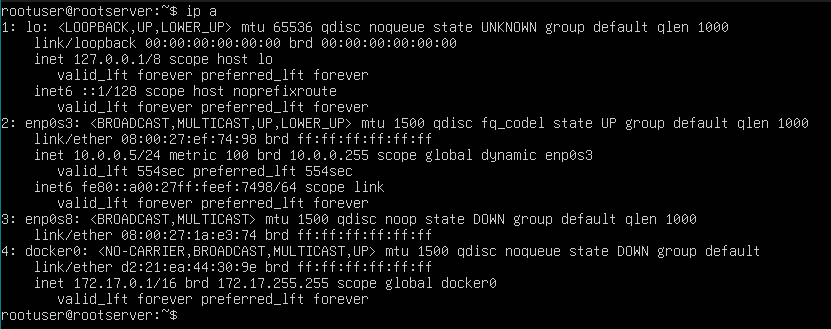 rootuser@rootserver:~$ ip a
1: lo: <LOOPBACK,UP,LOWER_UP> mtu 65536 qdisc noqueue state UNKNOWN group default qlen 1000
    link/loopback 00:00:00:00:00:00 brd 00:00:00:00:00:00
    inet 127.0.0.1/8 scope host lo
       valid_lft forever preferred_lft forever
    inet6 ::1/128 scope host noprefixroute
       valid_lft forever preferred_lft forever
2: enp0s3: <BROADCAST,MULTICAST,UP,LOWER_UP> mtu 1500 qdisc fq_codel state UP group default qlen 1000
    link/ether 08:00:27:ef:74:98 brd ff:ff:ff:ff:ff:ff
    inet 10.0.0.5/24 metric 100 brd 10.0.0.255 scope global dynamic enp0s3
       valid_lft 554sec preferred_lft 554sec
    inet6 fe80::a00:27ff:feef:7498/64 scope link
       valid_lft forever preferred_lft forever
3: enp0s8: <BROADCAST,MULTICAST> mtu 1500 qdisc noop state DOWN group default qlen 1000
    link/ether 08:00:27:1a:e3:74 brd ff:ff:ff:ff:ff:ff
4: docker0: <NO-CARRIER,BROADCAST,MULTICAST,UP> mtu 1500 qdisc noqueue state DOWN group default
    link/ether d2:21:ea:44:30:9e brd ff:ff:ff:ff:ff:ff
    inet 172.17.0.1/16 brd 172.17.255.255 scope global docker0
       valid_lft forever preferred_lft forever
rootuser@rootserver:~$